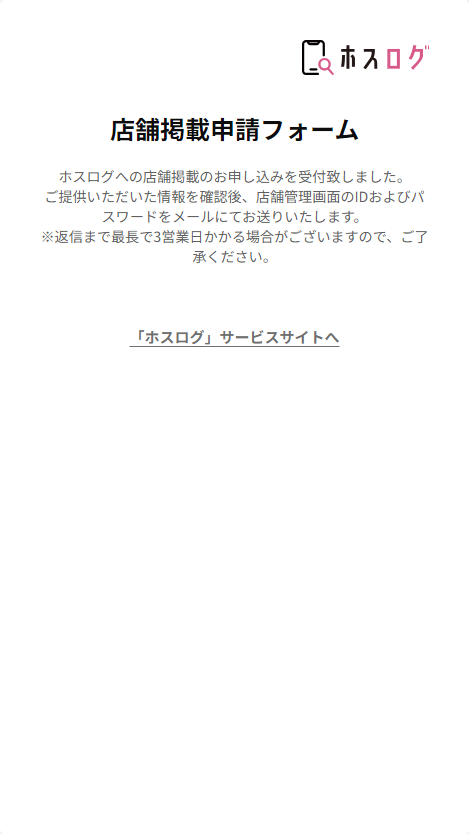 ホスログ
店舗掲載申請フォーム
ホスログへの店舗掲載のお申し込みを受付致しました。
ご提供いただいた情報を確認後、店舗管理画面のIDおよびパ
スワードをメールにてお送りいたします。
※返信まで最長で3営業日かかる場合がございますので、ご了
承ください。
「ホスログ」サービスサイトへ